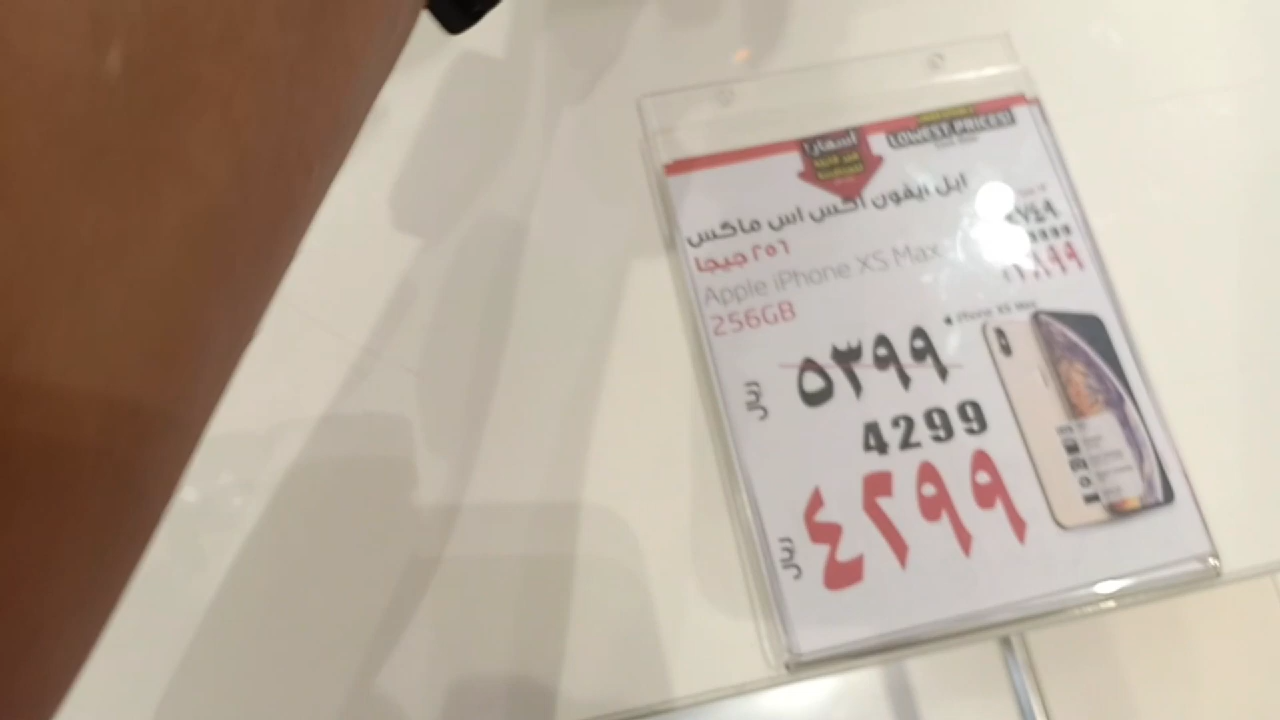 أسعار!
LOWEST PRICES!
ابل ايفون اكس اس ماكس
٢٥٦ جيجا
Apple iPhone XS Max
256GB
iPhone XS Max
٥٣٩٩
ريال
4299
٤٢٩٩
ريال